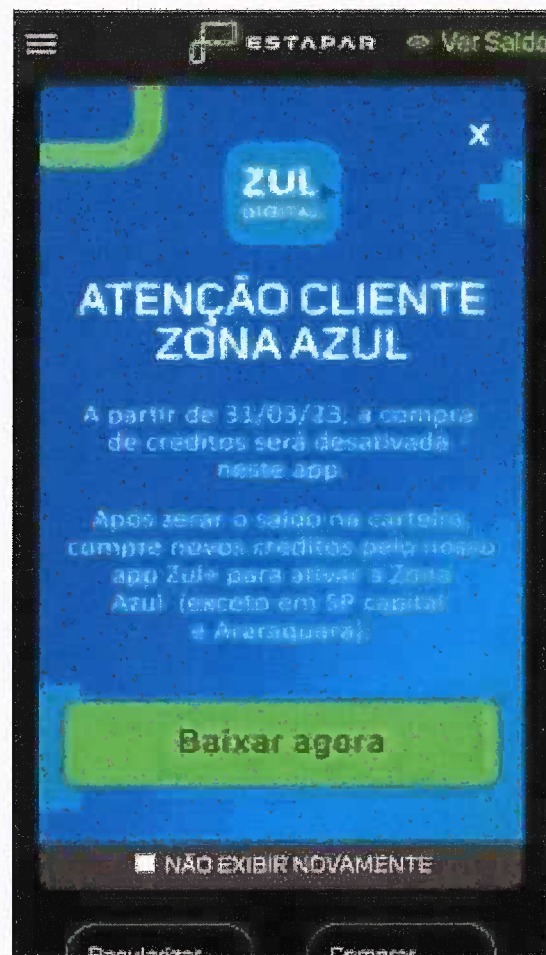 ESTAPAR Ver Saldo
X
ZUL
DIGITAL
ATENÇÃO CLIENTE
ZONA AZUL
A partir de 31/03/23, a compra
de créditos será desativada
neste app.
Após zerar o saldo na carteira,
compre novos créditos pelo nosso
app Zul+ para ativar a Zona
Azul (exceto em SP capital
e Araraquara).
Baixar agora
NÃO EXIBIR NOVAMENTE
Regularizar Comprar